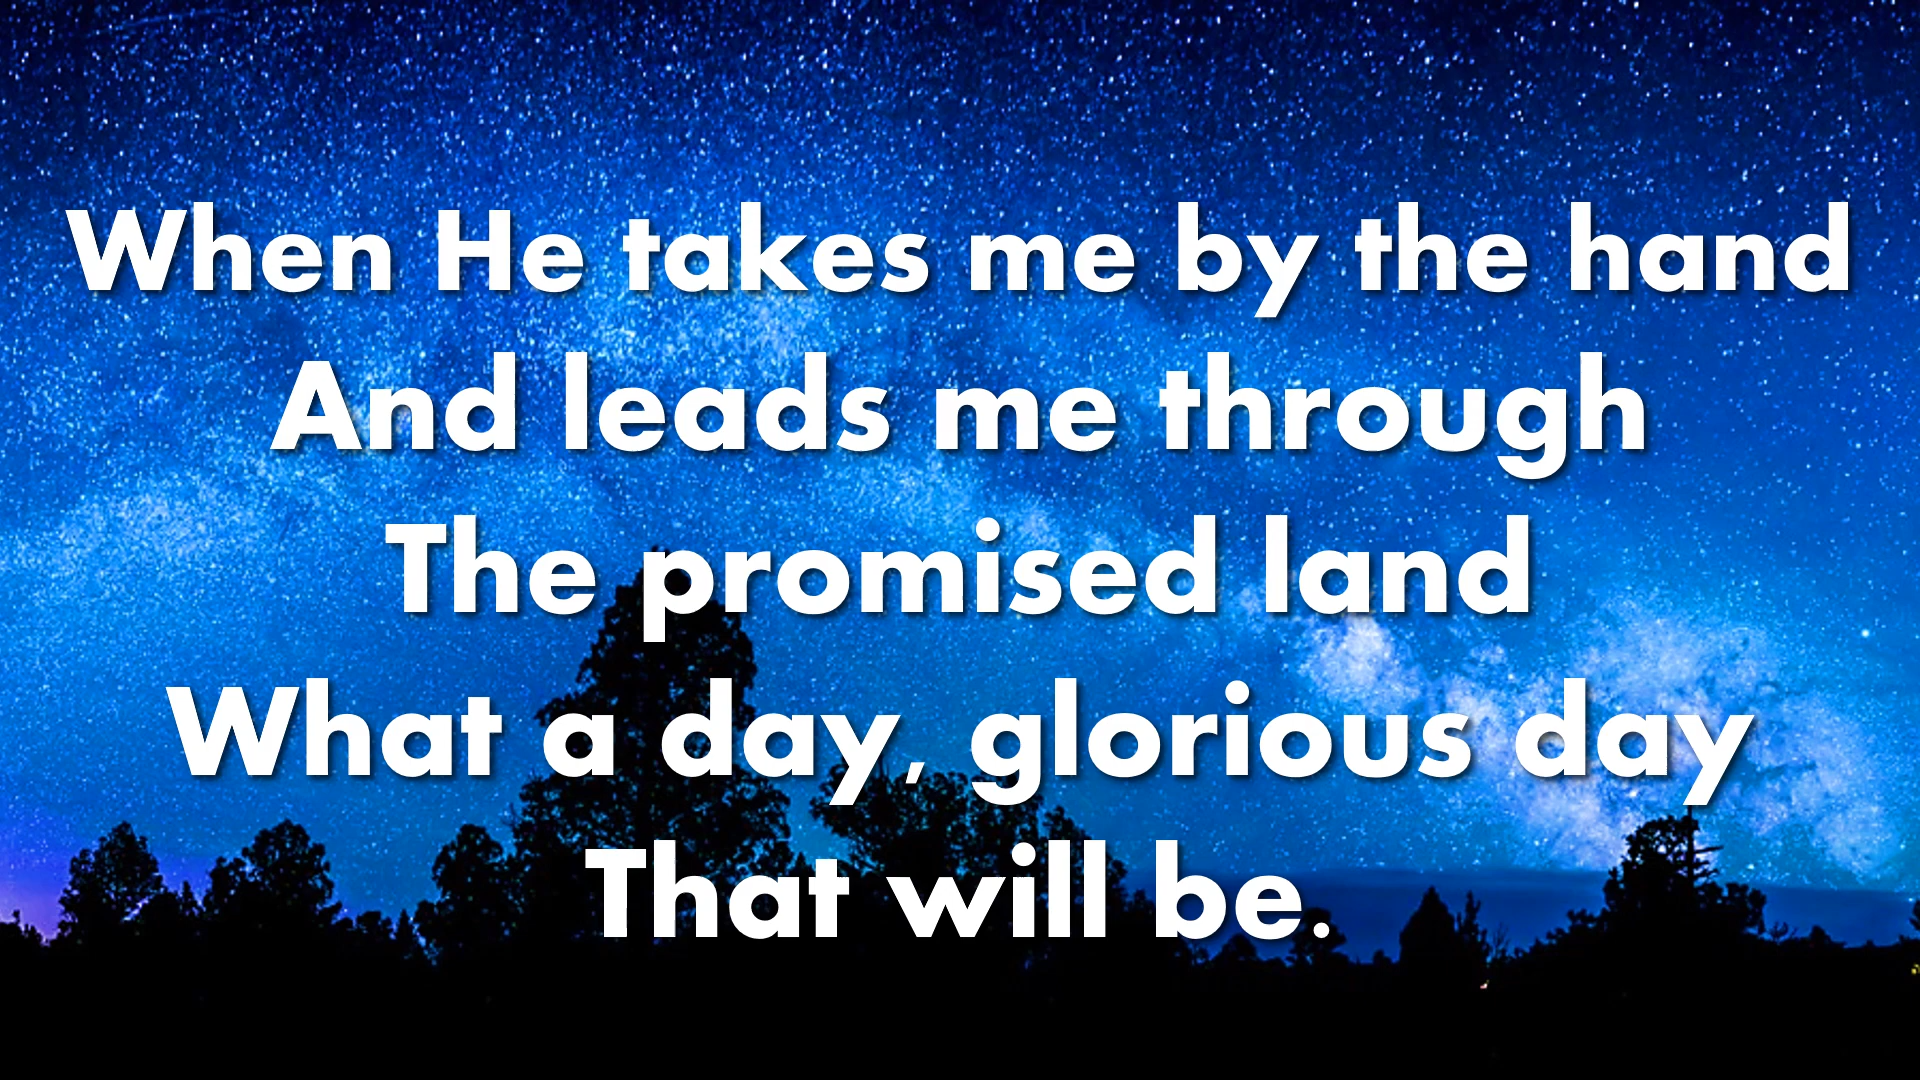 When He takes me by the hand
And leads me through
The promised land
What a day, glorious day
That will be.